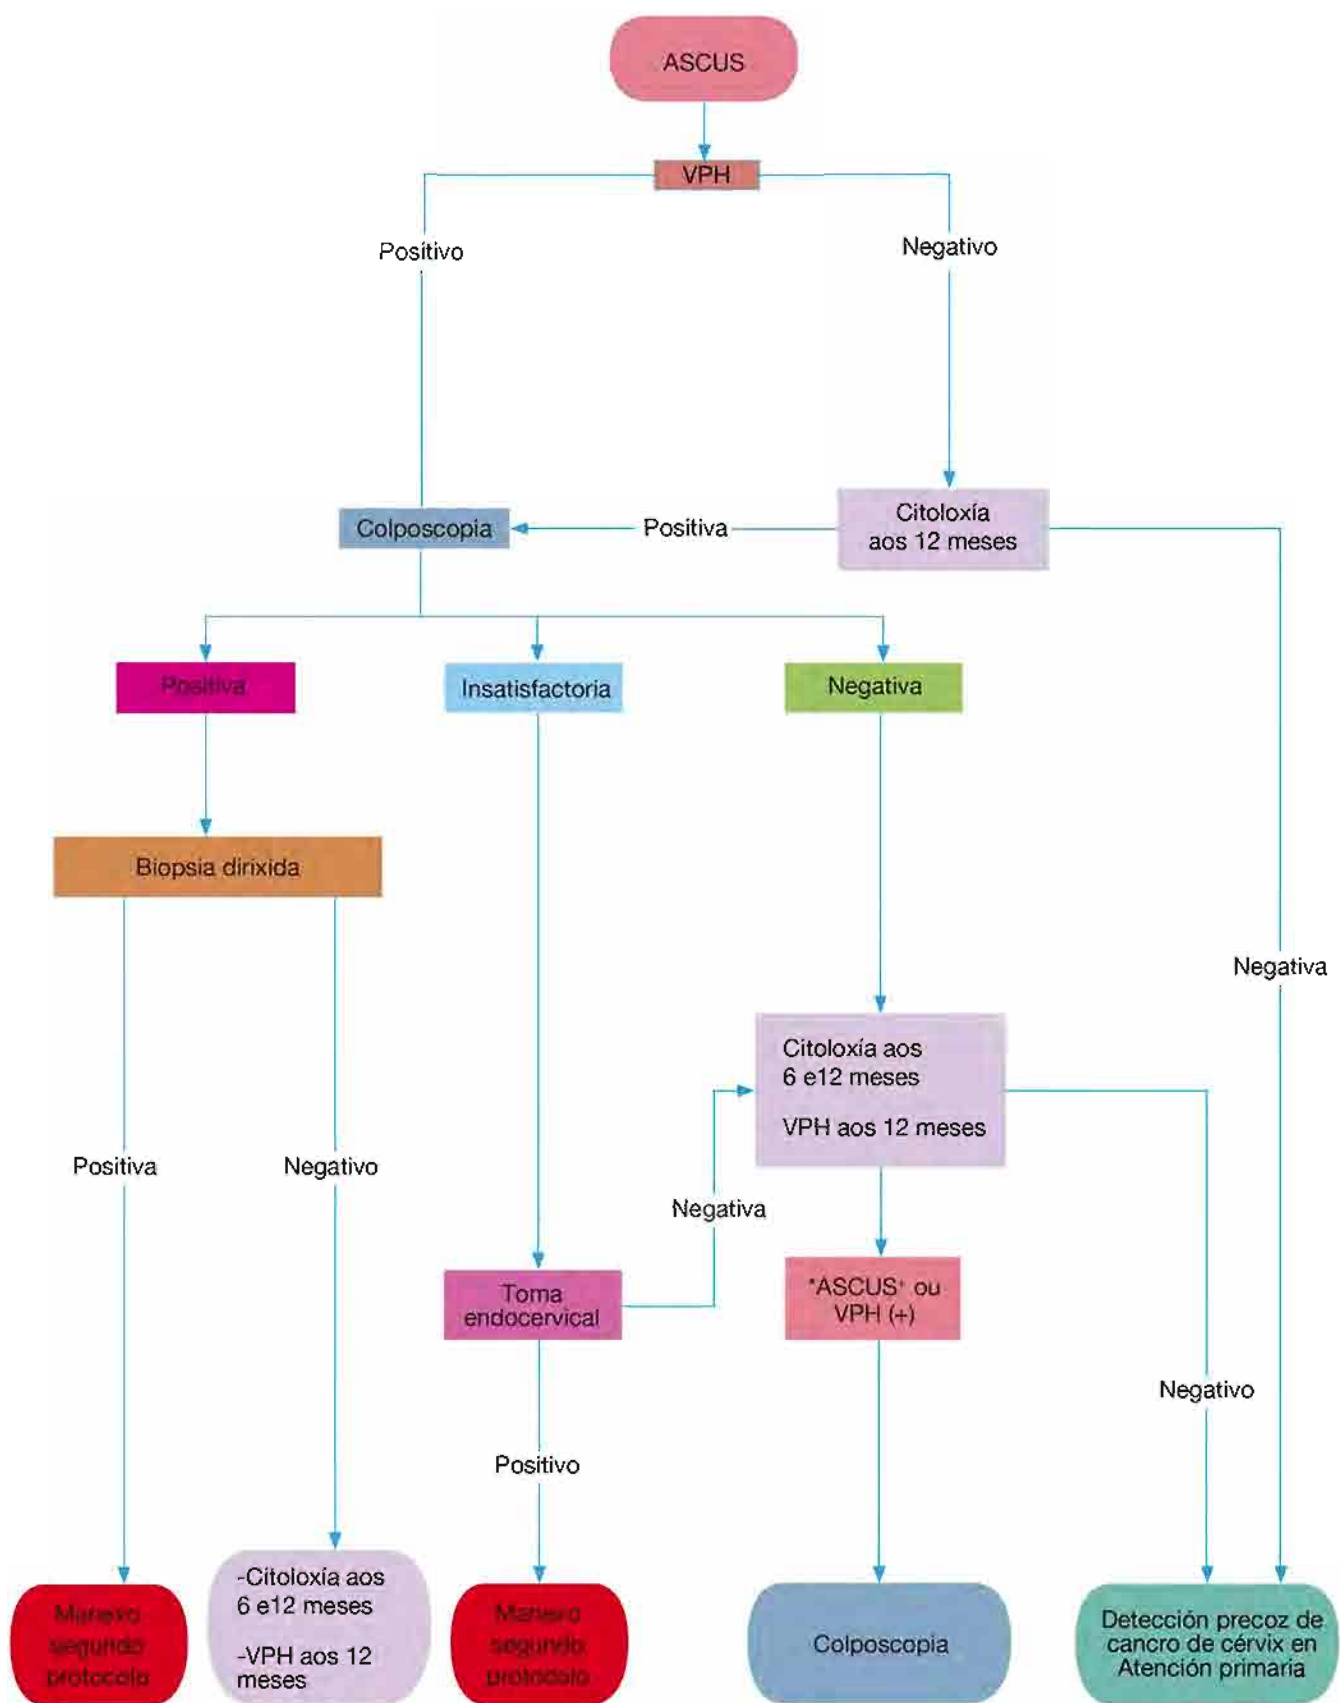 ASCUS
VPH
Positivo
Negativo
Colposcopia
Positiva
Citoloxía
aos 12 meses
Positiva
Insatisfactoria
Negativa
Biopsia dirixida
Negativa
Citoloxía aos
6 e12 meses
VPH aos 12 meses
Positiva
Negativo
Negativa
Toma
endocervical
"ASCUS" ou
VPH (+)
Negativo
Positivo
Manexo
segundo
protocolo
-Citoloxía aos
6 e12 meses
-VPH aos 12
meses
Manexo
segundo
protocolo
Colposcopia
Detección precoz de
cancro de cérvix en
Atención primaria